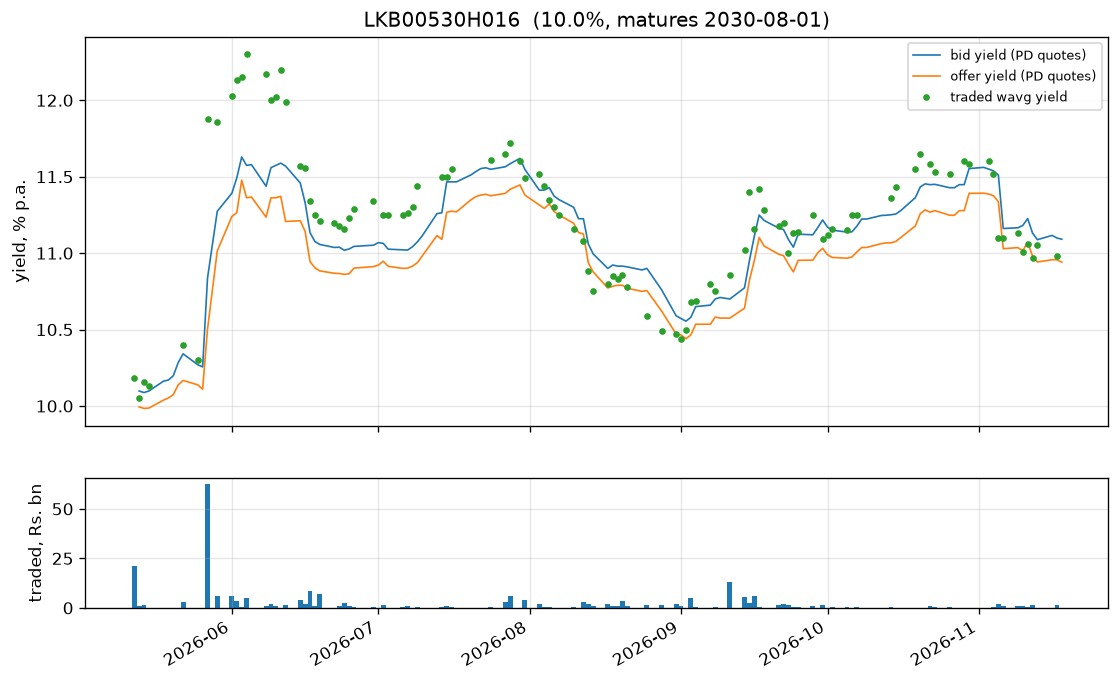 LKB00530H016  (10.0%, matures 2030-08-01)
bid yield (PD quotes)
offer yield (PD quotes)
traded wavg yield
yield, % p.a.
12.0
11.5
11.0
10.5
10.0
traded, Rs. bn
50
25
0
2026-06
2026-07
2026-08
2026-09
2026-10
2026-11